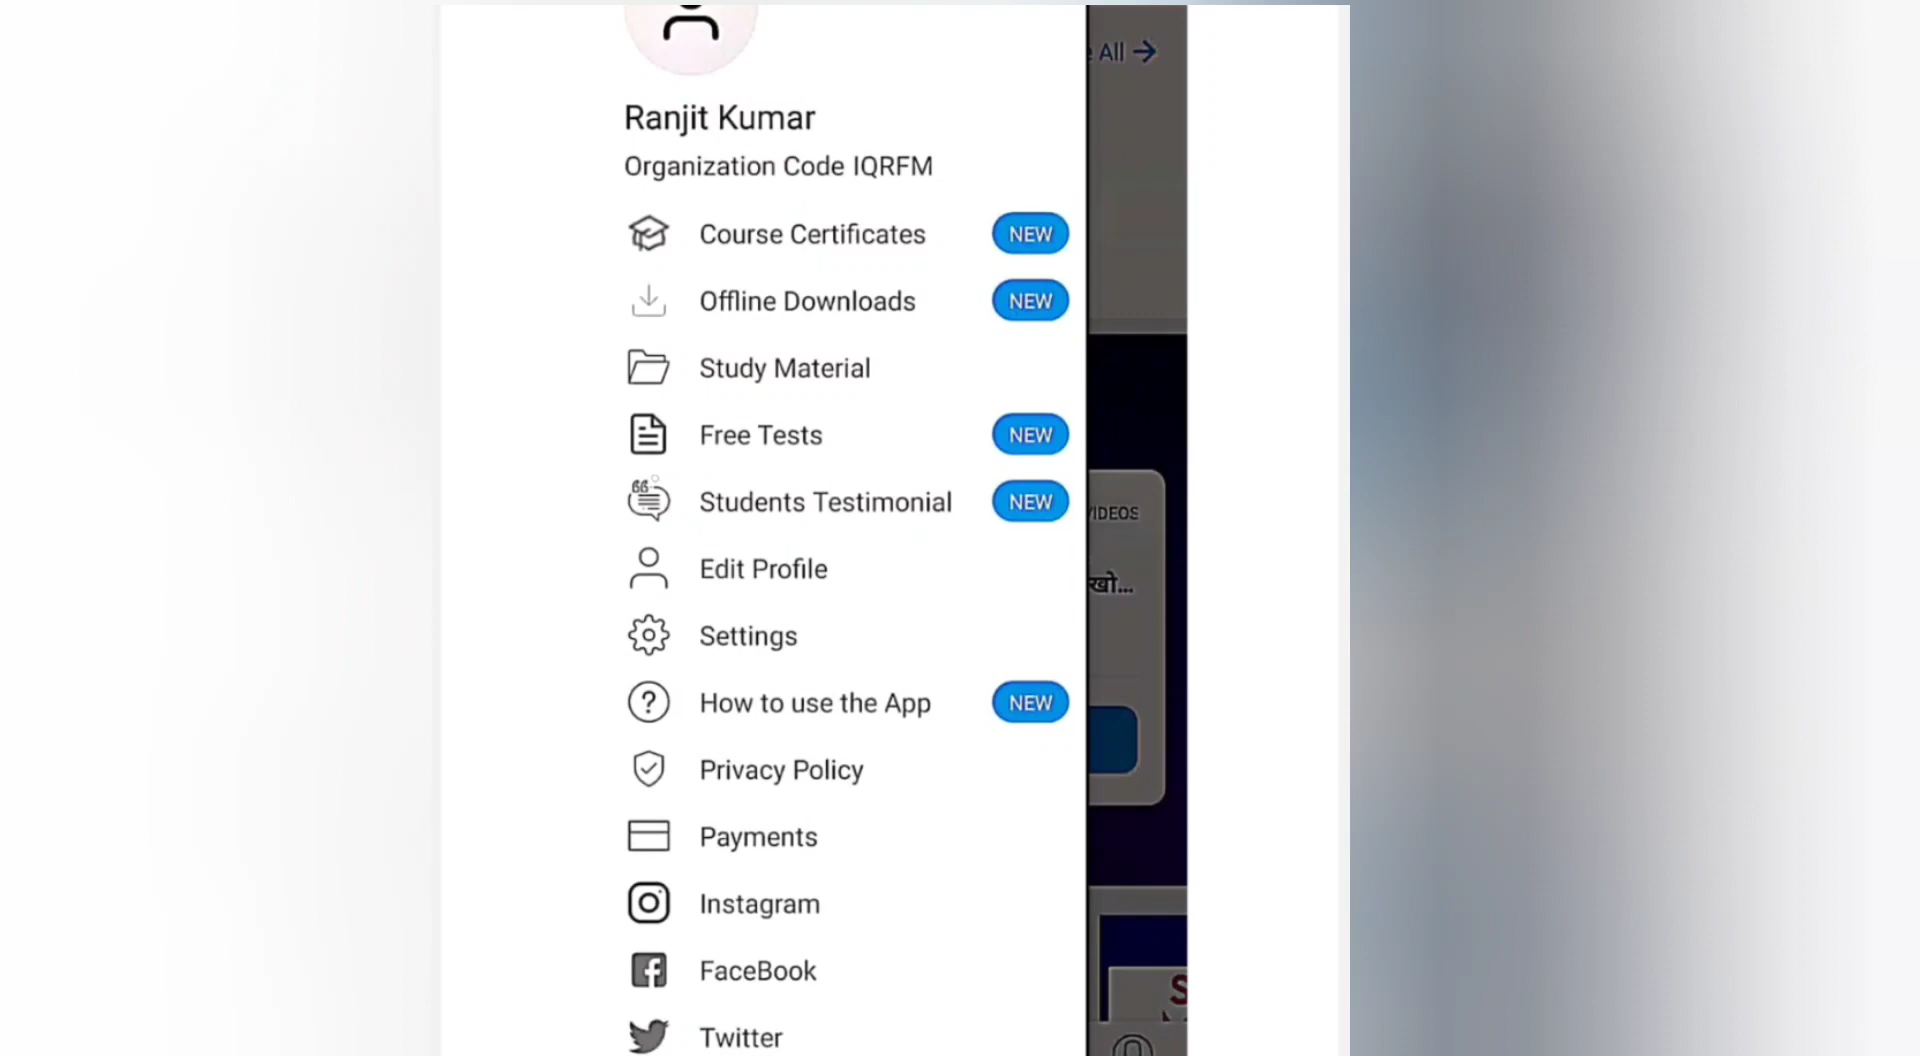 All →
Ranjit Kumar
Organization Code IQRFM
Course Certificates NEW
Offline Downloads NEW
Study Material
Free Tests NEW
Students Testimonial NEW
Edit Profile
Settings
How to use the App NEW
Privacy Policy
Payments
Instagram
FaceBook
Twitter